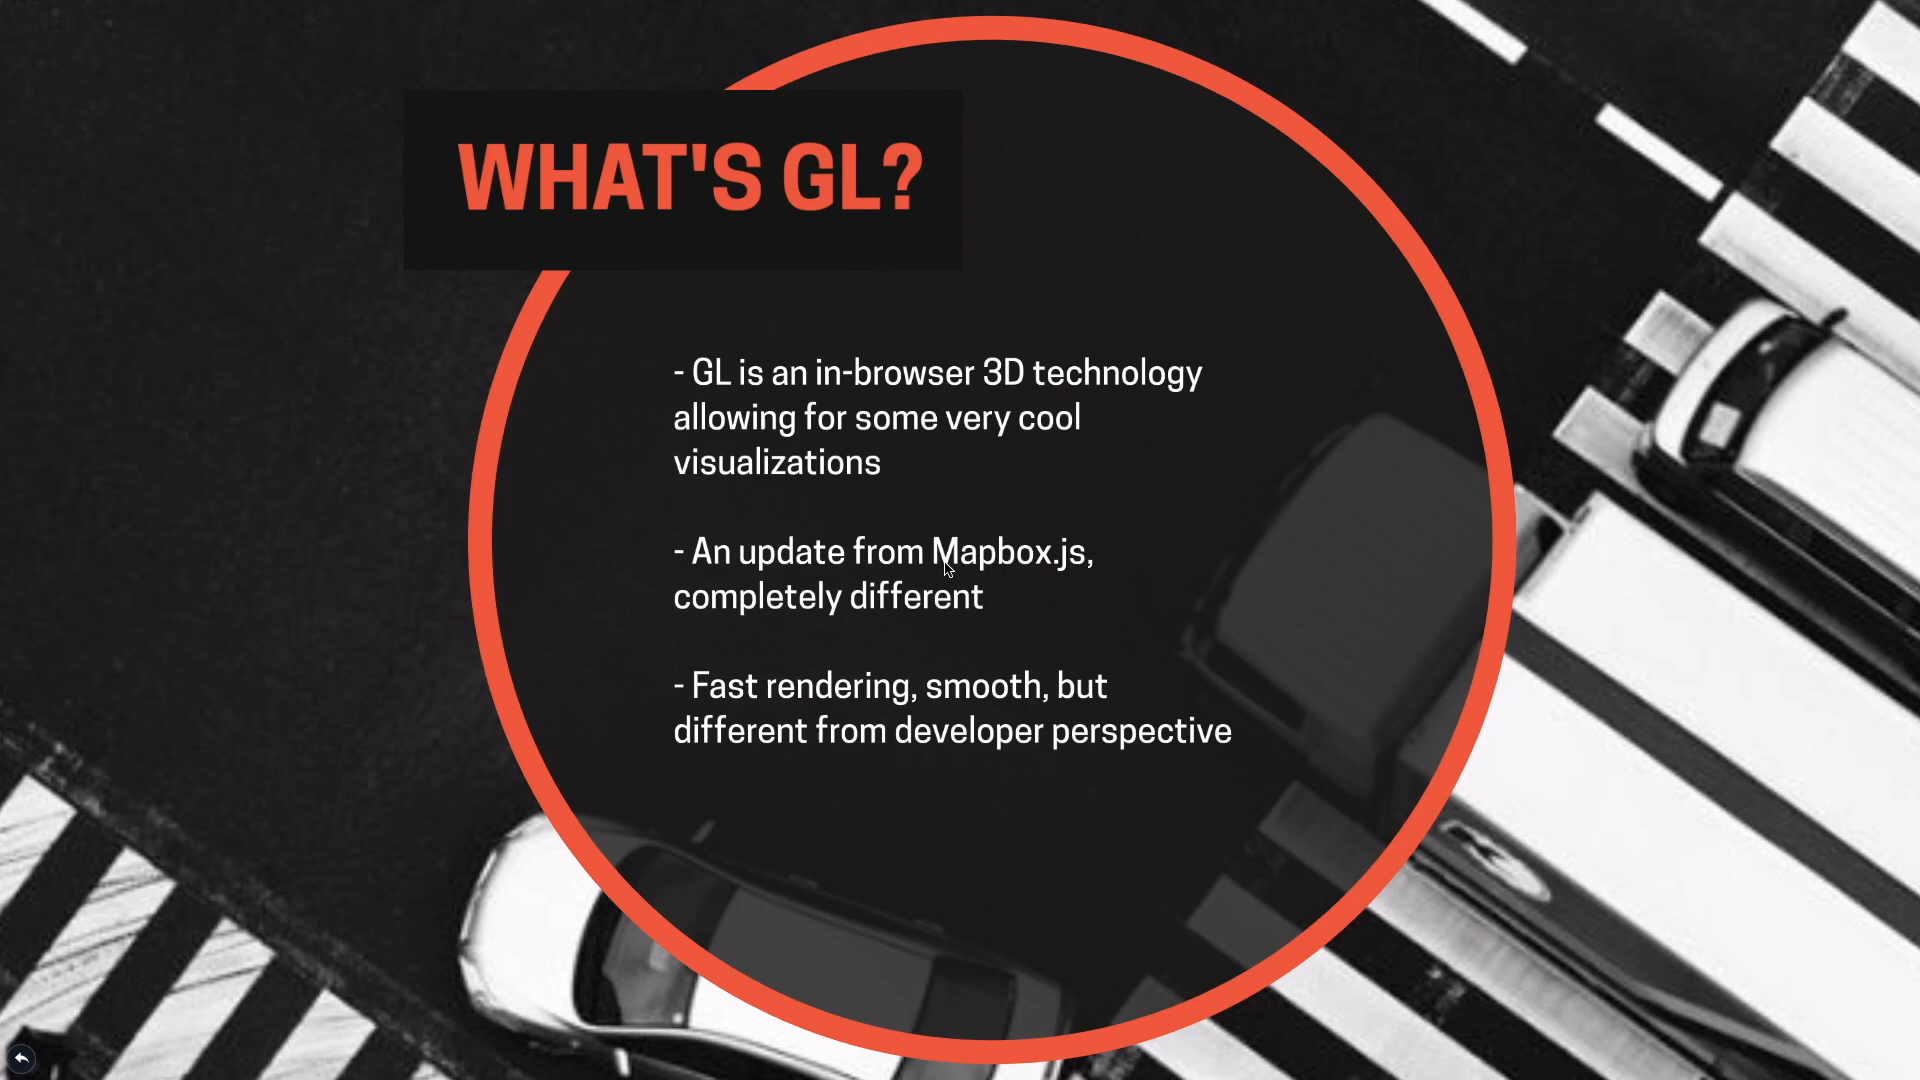 WHAT'S GL?
- GL is an in-browser 3D technology
allowing for some very cool
visualizations
- An update from Mapbox.js,
completely different
- Fast rendering, smooth, but
different from developer perspective